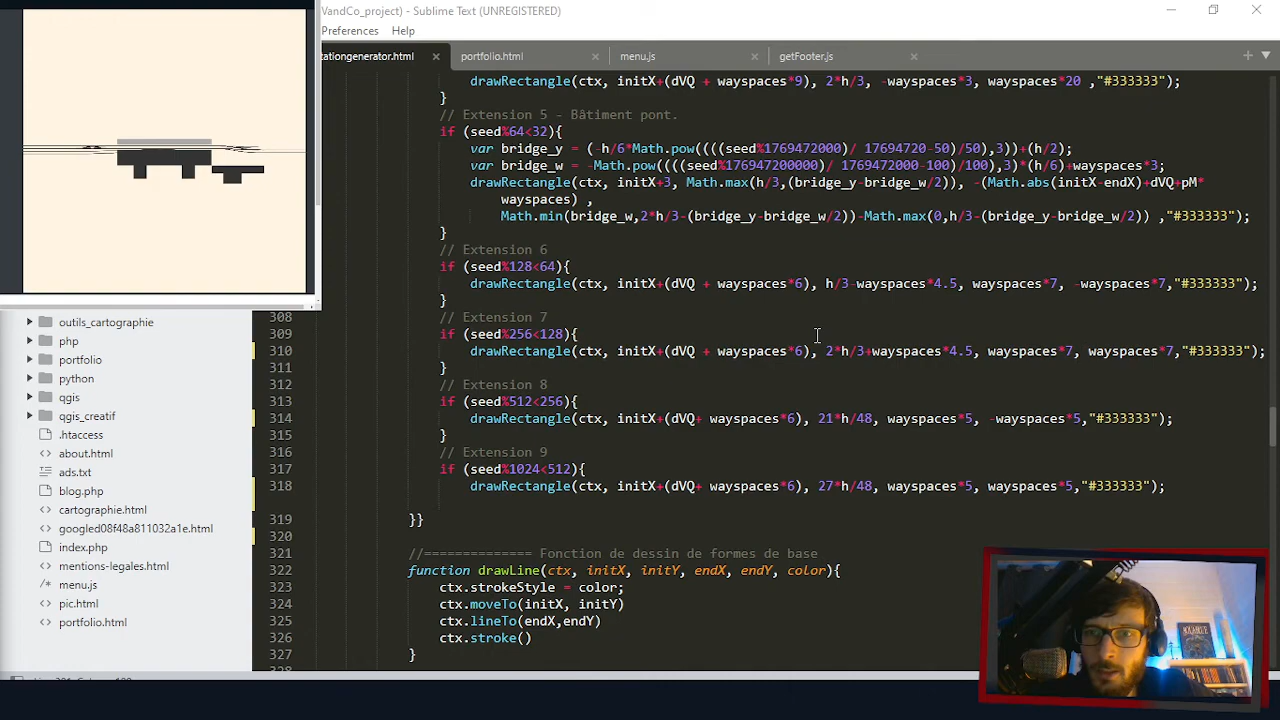 VandCo_project) - Sublime Text (UNREGISTERED)
Preferences Help
tationgenerator.html × portfolio.html × menu.js × getFooter.js ×
drawRectangle(ctx, initX+(dVQ + wayspaces*9), 2*h/3, -wayspaces*3, wayspaces*20 ,"#333333");
}
// Extension 5 - Bâtiment pont.
if (seed%64<32){
var bridge_y = (-h/6*Math.pow((((seed%1769472000)/ 17694720-50)/50),3))+(h/2);
var bridge_w = -Math.pow((((seed%176947200000)/ 1769472000-100)/100),3)*(h/6)+wayspaces*3;
drawRectangle(ctx, initX+3, Math.max(h/3,(bridge_y-bridge_w/2)), -(Math.abs(initX-endX)+dVQ+pM*
wayspaces) ,
Math.min(bridge_w,2*h/3-(bridge_y-bridge_w/2))-Math.max(0,h/3-(bridge_y-bridge_w/2)) ,"#333333");
}
// Extension 6
if (seed%128<64){
drawRectangle(ctx, initX+(dVQ + wayspaces*6), h/3-wayspaces*4.5, wayspaces*7, -wayspaces*7,"#333333");
}
308 // Extension 7
309 if (seed%256<128){
310 drawRectangle(ctx, initX+(dVQ + wayspaces*6), 2*h/3+wayspaces*4.5, wayspaces*7, wayspaces*7,"#333333");
311 }
312 // Extension 8
313 if (seed%512<256){
314 drawRectangle(ctx, initX+(dVQ+ wayspaces*6), 21*h/48, wayspaces*5, -wayspaces*5,"#333333");
315 }
316 // Extension 9
317 if (seed%1024<512){
318 drawRectangle(ctx, initX+(dVQ+ wayspaces*6), 27*h/48, wayspaces*5, wayspaces*5,"#333333");
319 }}
320
321 //============== Fonction de dessin de formes de base
322 function drawLine(ctx, initX, initY, endX, endY, color){
323 ctx.strokeStyle = color;
324 ctx.moveTo(initX, initY)
325 ctx.lineTo(endX,endY)
326 ctx.stroke()
327 }
outils_cartographie
php
portfolio
python
qgis
qgis_creatif
.htaccess
about.html
ads.txt
blog.php
cartographie.html
googled08f48a811032a1e.html
index.php
mentions-legales.html
menu.js
pic.html
portfolio.html